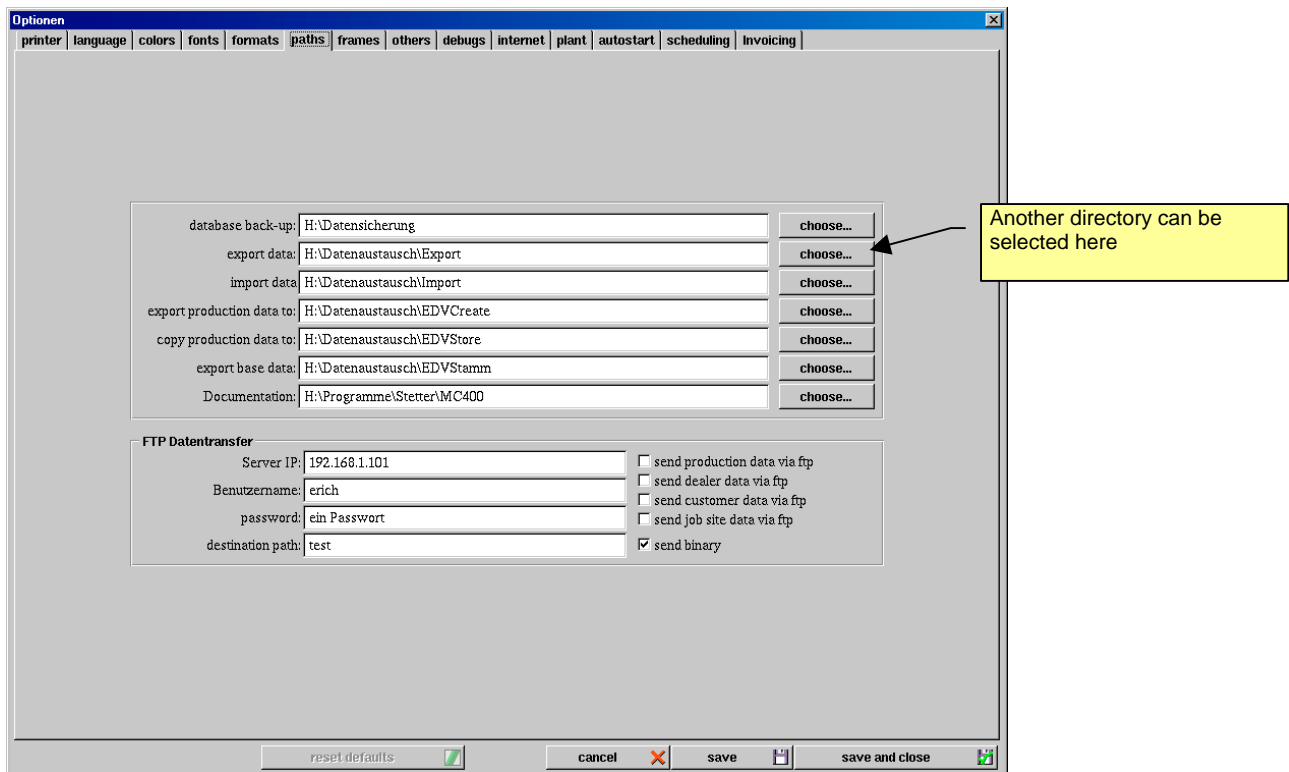 Optionen
printer language colors fonts formats paths frames others debugs internet plant autostart scheduling Invoicing
database back-up: H:\Datensicherung choose...
export data: H:\Datenaustausch\Export choose...
import data H:\Datenaustausch\Import choose...
export production data to: H:\Datenaustausch\EDVCreate choose...
copy production data to: H:\Datenaustausch\EDVStore choose...
export base data: H:\Datenaustausch\EDVStamm choose...
Documentation: H:\Programme\Stetter\MC400 choose...
Another directory can be
selected here
FTP Datentransfer
Server IP: 192.168.1.101 send production data via ftp
send dealer data via ftp
Benutzername: erich send customer data via ftp
password: ein Passwort send job site data via ftp
destination path: test send binary
reset defaults cancel save save and close